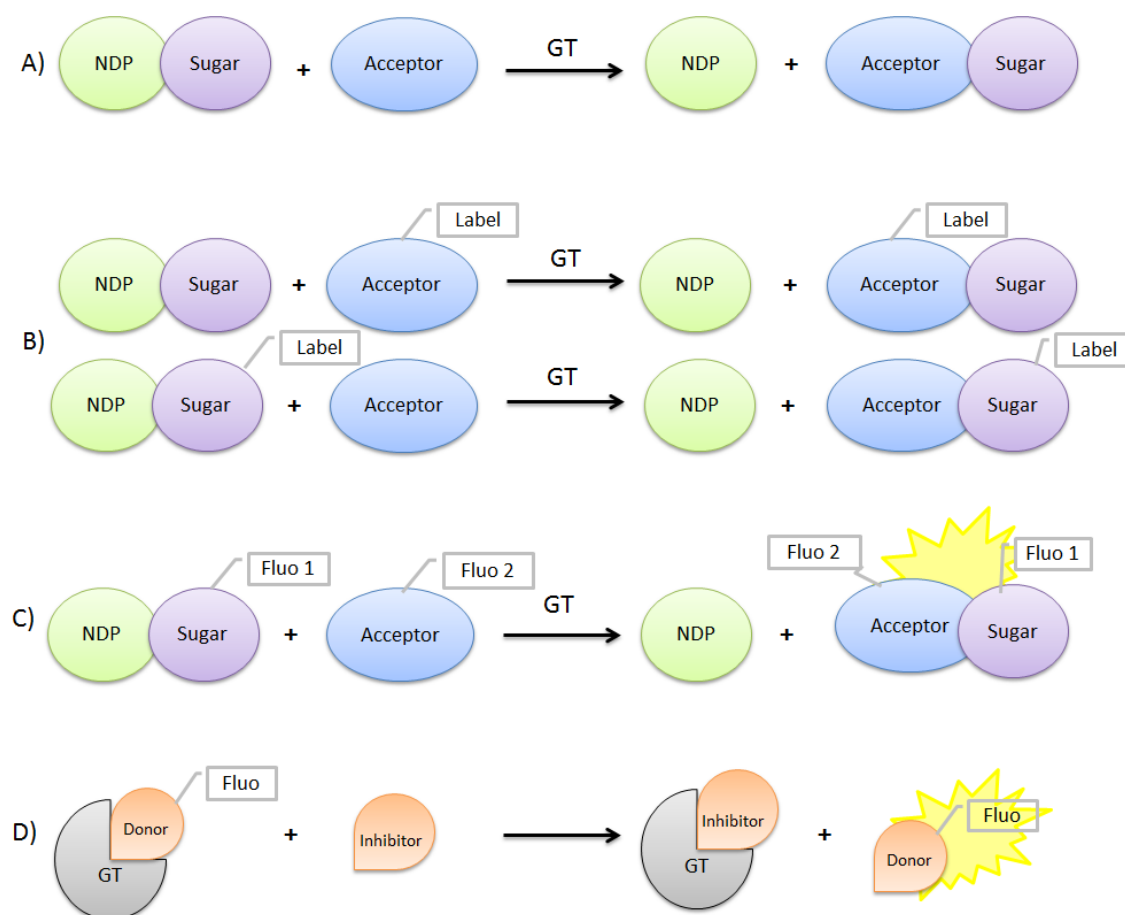 GT
A) NDP Sugar + Acceptor NDP + Acceptor Sugar
Label Label
GT
NDP Sugar + Acceptor NDP + Acceptor Sugar
B)
Label Label
GT
NDP Sugar + Acceptor NDP + Acceptor Sugar
Fluo 1 Fluo 2 Fluo 2 Fluo 1
GT
C) NDP Sugar + Acceptor NDP + Acceptor Sugar
Fluo Fluo
D) Donor + Inhibitor Inhibitor + Donor
GT GT